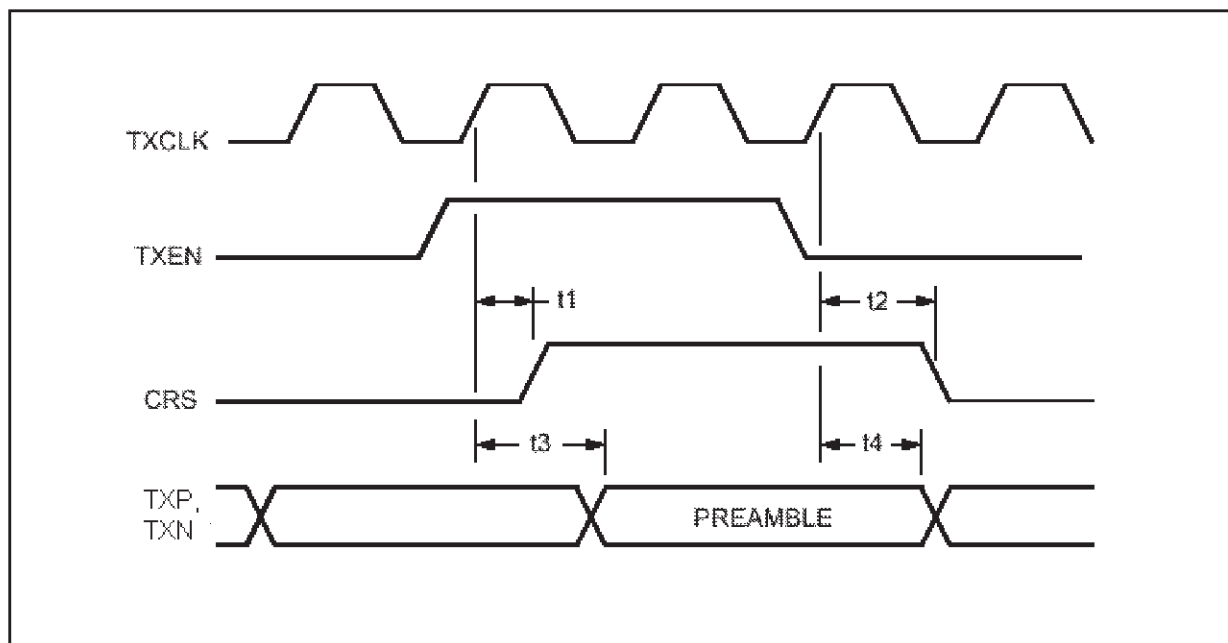 TXCLK
TXEN
t1
t2
CRS
t3
t4
TXP,
TXN
PREAMBLE